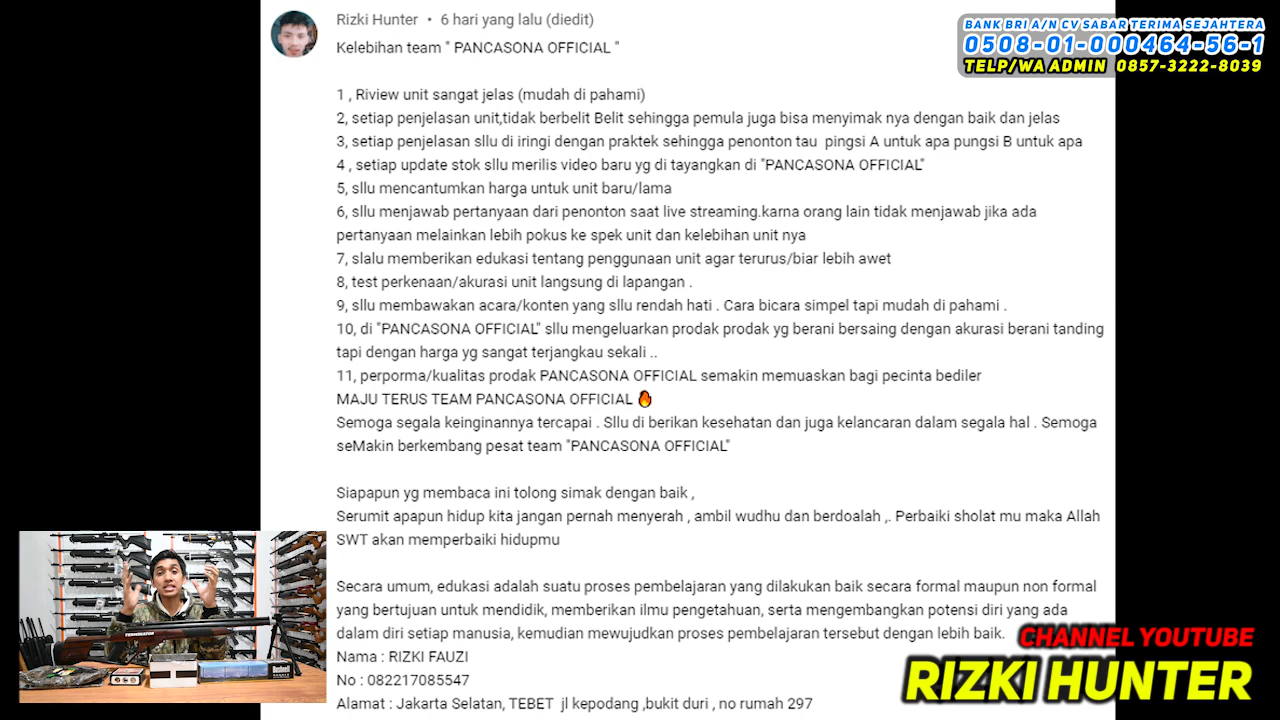 Rizki Hunter • 6 hari yang lalu (diedit)
Kelebihan team " PANCASONA OFFICIAL "
1 , Riview unit sangat jelas (mudah di pahami)
2, setiap penjelasan unit,tidak berbelit Belit sehingga pemula juga bisa menyimak nya dengan baik dan jelas
3, setiap penjelasan sllu di iringi dengan praktek sehingga penonton tau pingsi A untuk apa pungsi B untuk apa
4 , setiap update stok sllu merilis video baru yg di tayangkan di "PANCASONA OFFICIAL"
5, sllu mencantumkan harga untuk unit baru/lama
6, sllu menjawab pertanyaan dari penonton saat live streaming.karna orang lain tidak menjawab jika ada
pertanyaan melainkan lebih pokus ke spek unit dan kelebihan unit nya
7, slalu memberikan edukasi tentang penggunaan unit agar terurus/biar lebih awet
8, test perkenaan/akurasi unit langsung di lapangan .
9, sllu membawakan acara/konten yang sllu rendah hati . Cara bicara simpel tapi mudah di pahami .
10, di "PANCASONA OFFICIAL" sllu mengeluarkan prodak prodak yg berani bersaing dengan akurasi berani tanding
tapi dengan harga yg sangat terjangkau sekali ..
11, perporma/kualitas prodak PANCASONA OFFICIAL semakin memuaskan bagi pecinta bediler
MAJU TERUS TEAM PANCASONA OFFICIAL 🔥
Semoga segala keinginannya tercapai . Sllu di berikan kesehatan dan juga kelancaran dalam segala hal . Semoga
seMakin berkembang pesat team "PANCASONA OFFICIAL"
Siapapun yg membaca ini tolong simak dengan baik ,
Serumit apapun hidup kita jangan pernah menyerah , ambil wudhu dan berdoalah ,. Perbaiki sholat mu maka Allah
SWT akan memperbaiki hidupmu
Secara umum, edukasi adalah suatu proses pembelajaran yang dilakukan baik secara formal maupun non formal
yang bertujuan untuk mendidik, memberikan ilmu pengetahuan, serta mengembangkan potensi diri yang ada
dalam diri setiap manusia, kemudian mewujudkan proses pembelajaran tersebut dengan lebih baik.
Nama : RIZKI FAUZI
No : 082217085547
Alamat : Jakarta Selatan, TEBET jl kepodang ,bukit duri , no rumah 297
BANK BRI A/N CV SABAR TERIMA SEJAHTERA
0508-01-000464-56-1
TELP/WA ADMIN 0857-3222-8039
CHANNEL YOUTUBE
RIZKI HUNTER
TERMINATOR
Bushnell